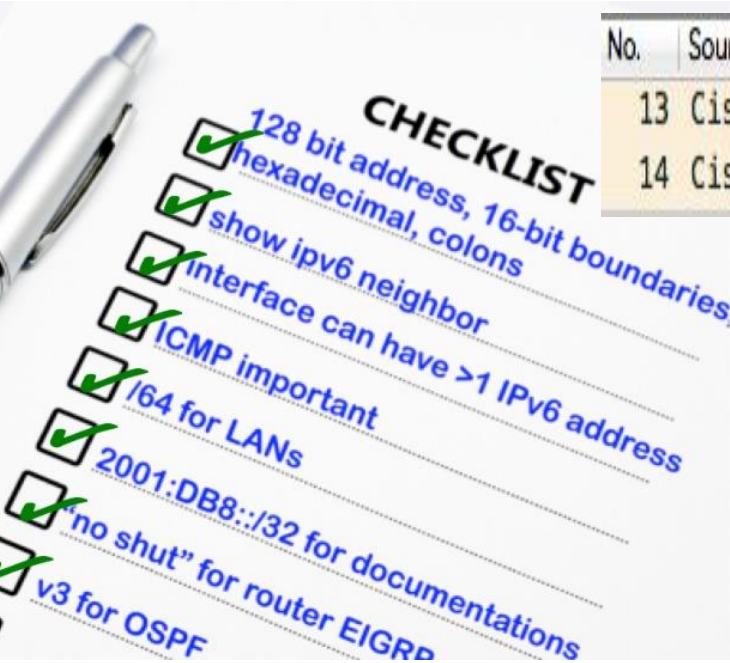 No.
13
14
CHECKLIST
128 bit address, 16-bit boundaries,
hexadecimal, colons
show ipv6 neighbor
interface can have >1 IPv6 address
ICMP important
/64 for LANs
2001:DB8::/32 for documentations
"no shut" for router EIGRP
v3 for OSPF